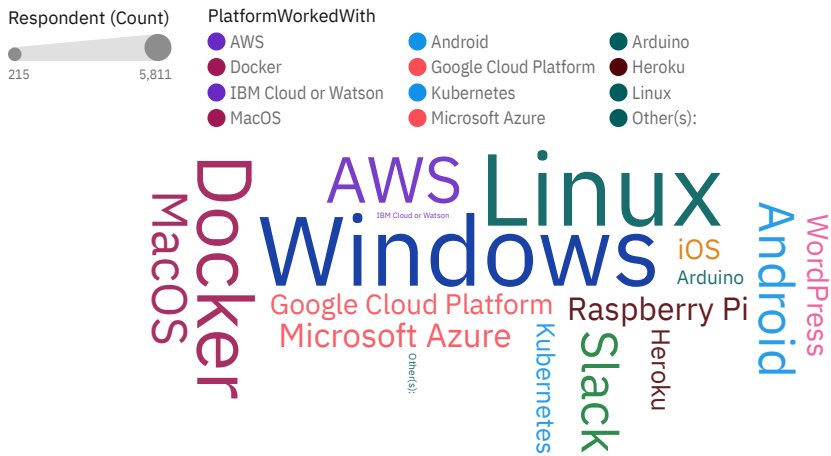 Respondent (Count)
215
5,811
PlatformWorkedWith
AWS
Android
Arduino
Docker
Google Cloud Platform
Heroku
IBM Cloud or Watson
Kubernetes
Linux
MacOS
Microsoft Azure
Other(s):
MacOS
Docker
AWS
IBM Cloud or Watson
Linux
Windows
iOS
Arduino
Google Cloud Platform
Raspberry Pi
Microsoft Azure
Other(s):
Kubernetes
Slack
Heroku
Android
WordPress